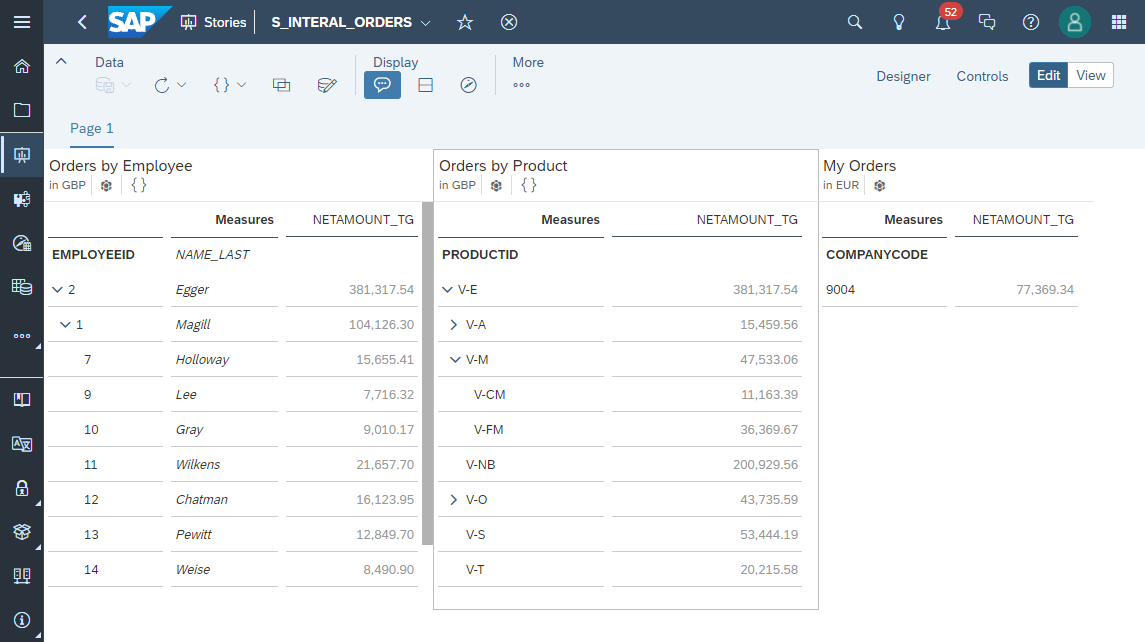 SAP Stories S_INTERAL_ORDERS 52
Data Display More
Designer Controls Edit View
{ }
Page 1
Orders by Employee
in GBP { }
Measures NETAMOUNT_TG
EMPLOYEEID NAME_LAST
2 Egger 381,317.54
1 Magill 104,126.30
7 Holloway 15,655.41
9 Lee 7,716.32
10 Gray 9,010.17
11 Wilkens 21,657.70
12 Chatman 16,123.95
13 Pewitt 12,849.70
14 Weise 8,490.90
Orders by Product
in GBP { }
Measures NETAMOUNT_TG
PRODUCTID
V-E 381,317.54
V-A 15,459.56
V-M 47,533.06
V-CM 11,163.39
V-FM 36,369.67
V-NB 200,929.56
V-O 43,735.59
V-S 53,444.19
V-T 20,215.58
My Orders
in EUR
Measures NETAMOUNT_TG
COMPANYCODE
9004 77,369.34